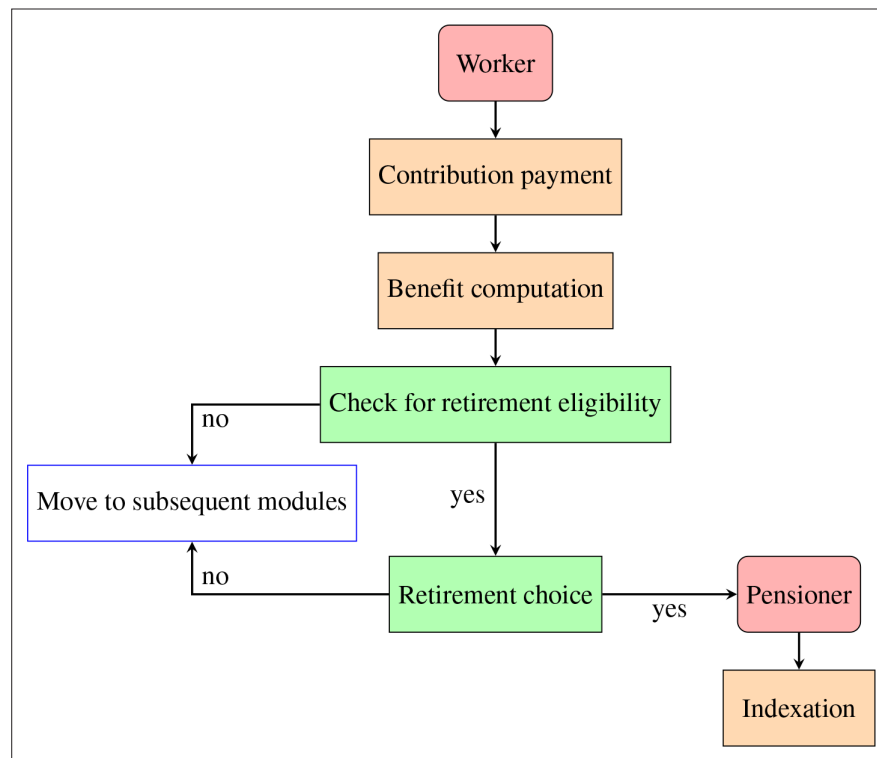 Worker
Contribution payment
Benefit computation
Check for retirement eligibility
no
Move to subsequent modules
yes
no
Retirement choice
yes
Pensioner
Indexation